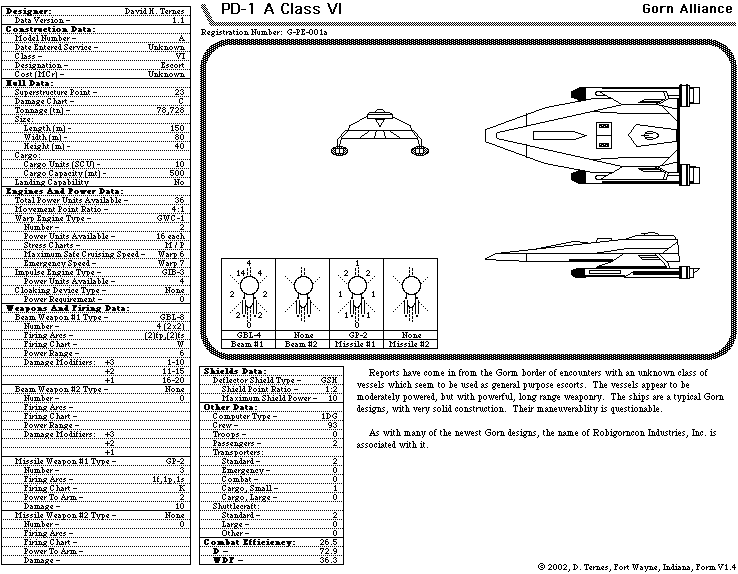 PD-1 A Class VI
Gorn Alliance
Registration Number: G-PE-001a
Designer: David H. Ternes
Data Version – 1.1
Construction Data:
Model Number – A
Date Entered Service – Unknown
Class – VI
Designation – Escort
Cost (MCr) – Unknown
Hull Data:
Superstructure Point – 23
Damage Chart – C
Tonnage (tn) – 78,728
Size:
Length (m) – 150
Width (m) – 80
Height (m) – 40
Cargo:
Cargo Units (SCU) – 10
Cargo Capacity (mt) – 500
Landing Capability No
Engines And Power Data:
Total Power Units Available – 36
Movement Point Ratio – 4:1
Warp Engine Type – GWC-1
Number – 2
Power Units Available – 16 each
Stress Charts – M / P
Maximum Safe Cruising Speed – Warp 6
Emergency Speed – Warp 7
Impulse Engine Type – GIB-3
Power Units Available – 4
Cloaking Device Type – None
Power Requirement – 0
Weapons And Firing Data:
Beam Weapon #1 Type – GBL-8
Number – 4 (2x2)
Firing Arcs – (2)fp,(2)fs
Firing Chart – W
Power Range – 6
Damage Modifiers: +3 1-10
+2 11-15
+1 16-20
Beam Weapon #2 Type – None
Number – 0
Firing Arcs –
Firing Chart –
Power Range –
Damage Modifiers: +3
+2
+1
Missile Weapon #1 Type – GP-2
Number – 3
Firing Arcs – 1f,1p,1s
Firing Chart – K
Power To Arm – 2
Damage – 10
Missile Weapon #2 Type – None
Number – 0
Firing Arcs –
Firing Chart –
Power To Arm –
Damage –
4 1
14 4 2 2
2 2 1 1
0 0
GBL-4 None GP-2 None
Beam #1 Beam #2 Missile #1 Missile #2
Shields Data:
Deflector Shield Type – GSH
Shield Point Ratio – 1:2
Maximum Shield Power – 10
Other Data:
Computer Type – 1DG
Crew – 93
Troops – 0
Passengers – 2
Transporters:
Standard – 2
Emergency – 0
Combat – 0
Cargo, Small – 1
Cargo, Large – 0
Shuttlecraft:
Standard – 2
Large – 0
Other – 0
Combat Efficiency: 26.5
D – 72.9
WDF – 36.3
Reports have come in from the Gorn border of encounters with an unknown class of
vessels which seem to be used as general purpose escorts. The vessels appear to be
moderately powered, but with powerful, long range weaponry. The ships are a typical Gorn
designs, with very solid construction. Their maneuverablity is questionable.
As with many of the newest Gorn designs, the name of Robigorncon Industries, Inc. is
associated with it.
© 2002, D. Ternes, Fort Wayne, Indiana, Form V1.4